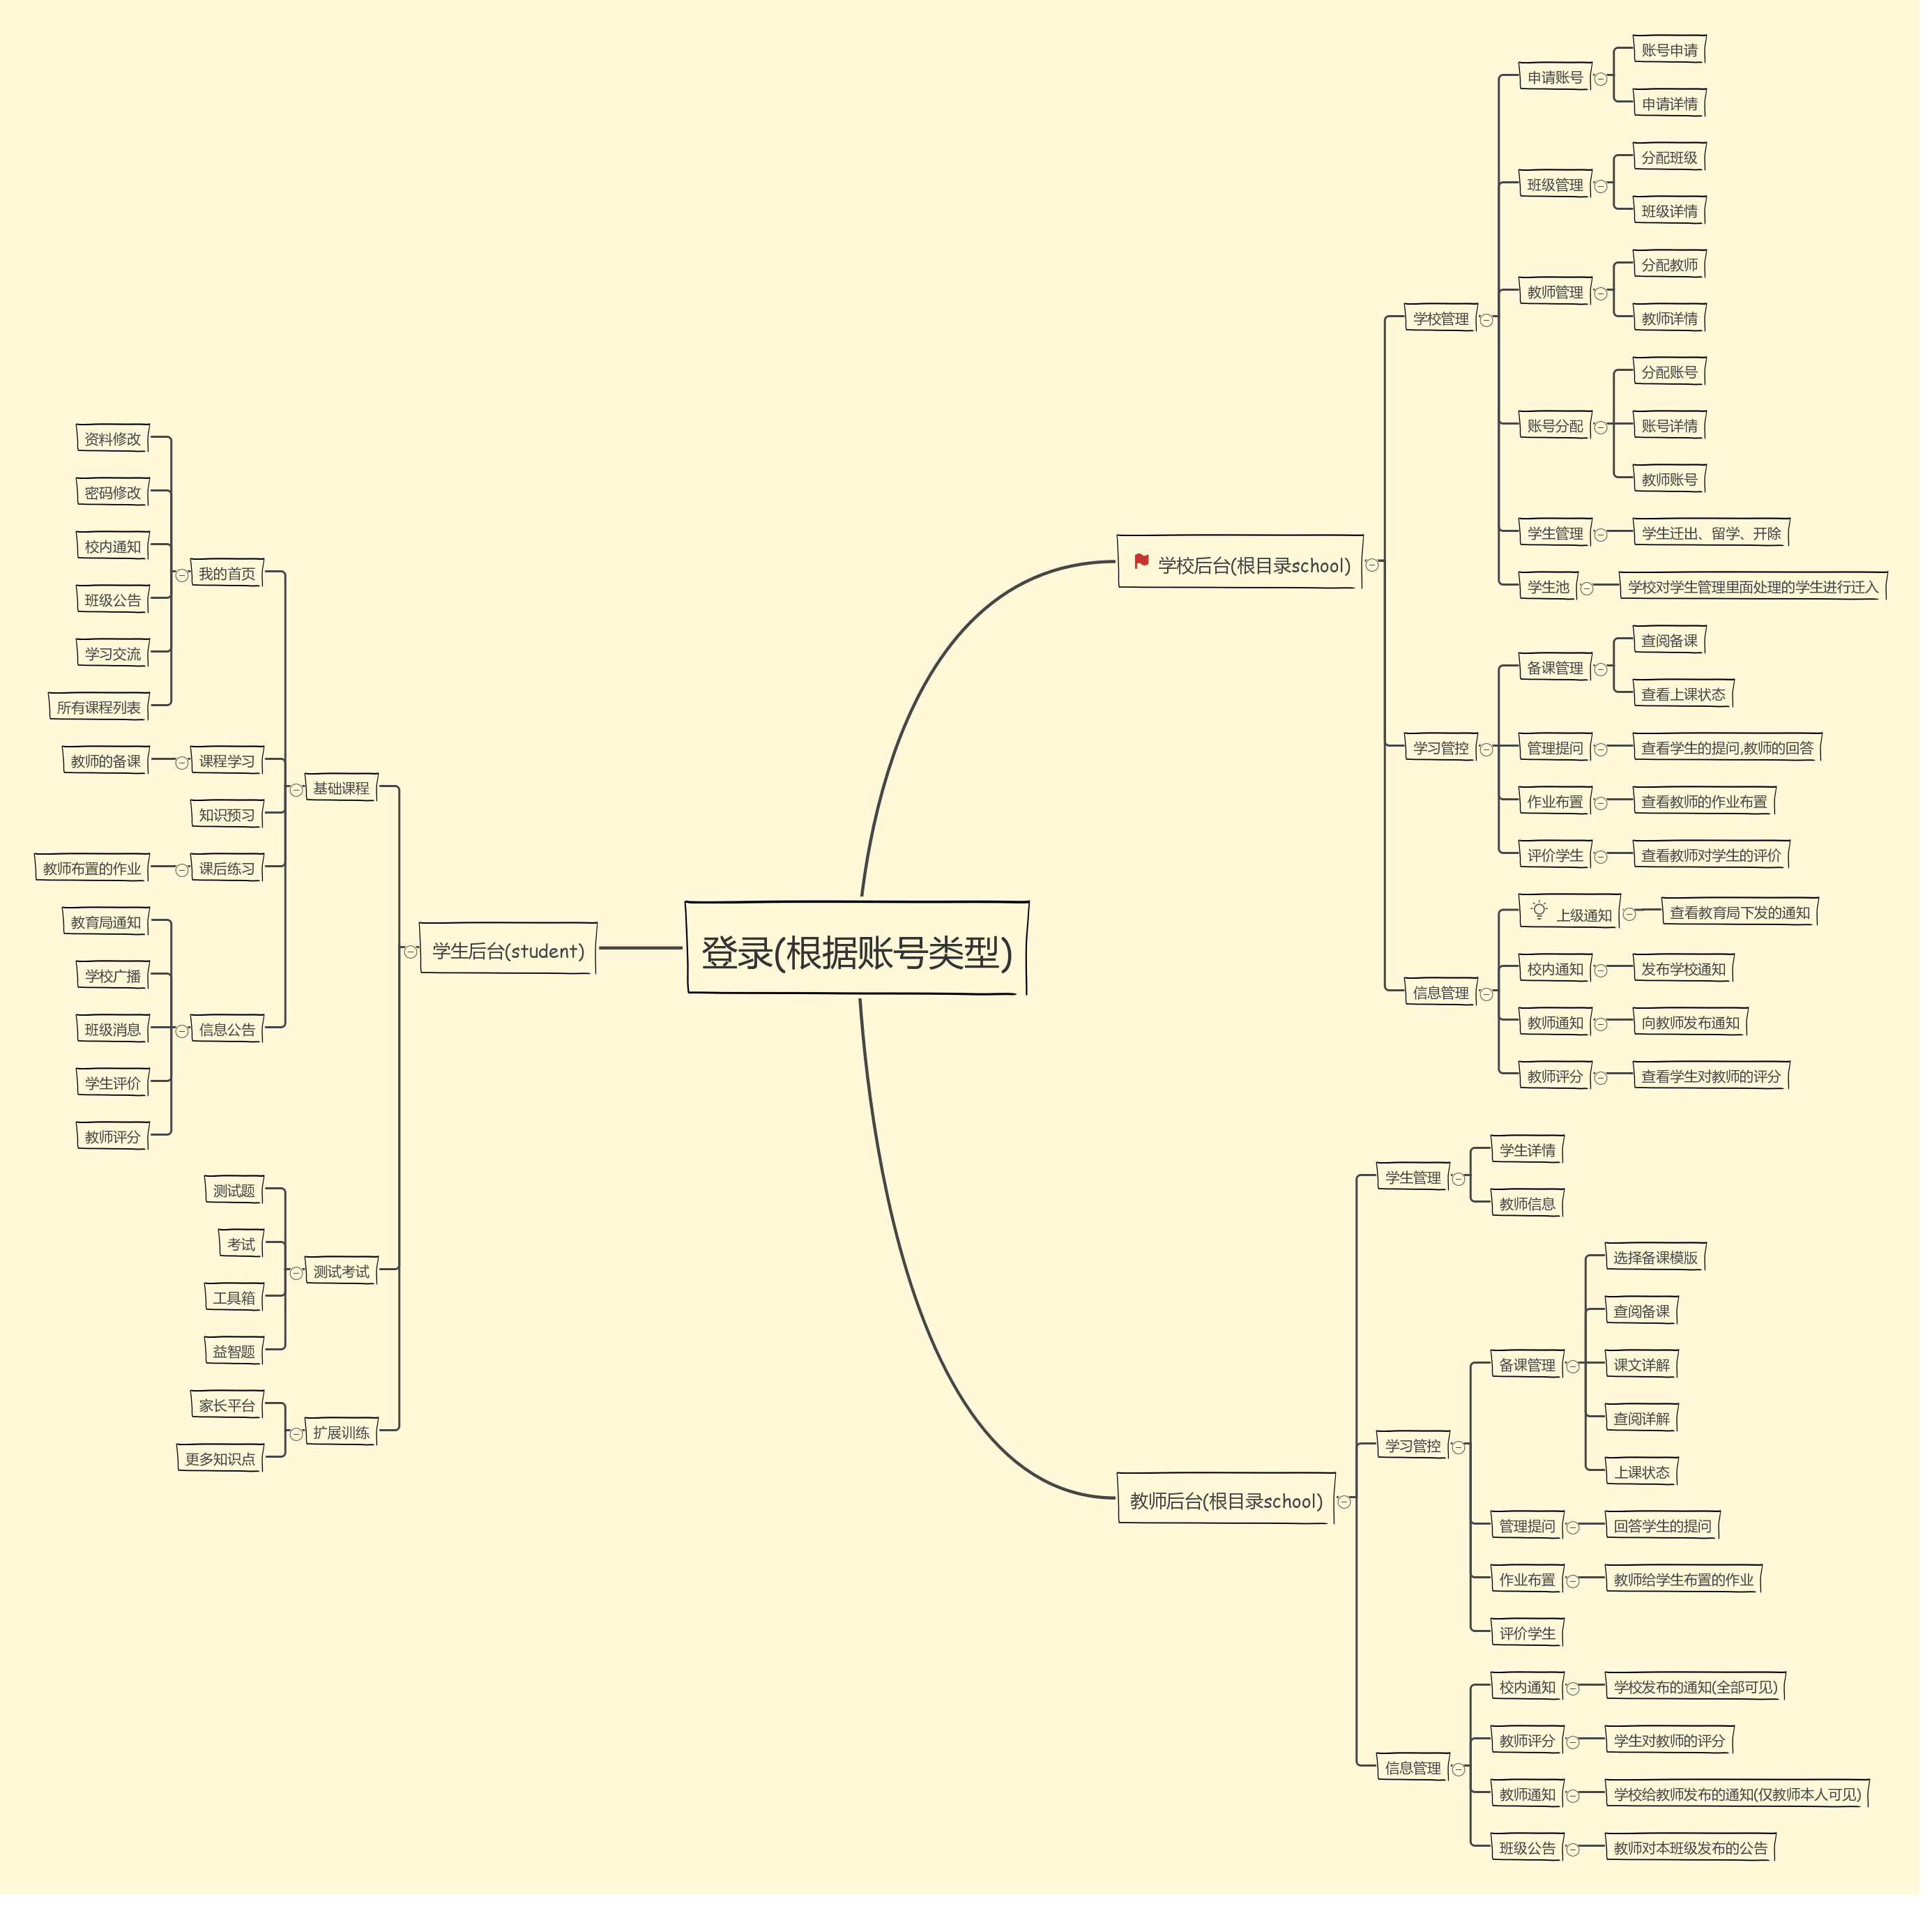 登录(根据账号类型)
学校后台(根目录school)
学校管理
申请账号
账号申请
申请详情
班级管理
分配班级
班级详情
教师管理
分配教师
教师详情
账号分配
分配账号
账号详情
教师账号
学生管理
学生迁出、留学、开除
学生池
学校对学生管理里面处理的学生进行迁入
学习管控
备课管理
查阅备课
查看上课状态
管理提问
查看学生的提问,教师的回答
作业布置
查看教师的作业布置
评价学生
查看教师对学生的评价
信息管理
上级通知
查看教育局下发的通知
校内通知
发布学校通知
教师通知
向教师发布通知
教师评分
查看学生对教师的评分
教师后台(根目录school)
学生管理
学生详情
教师信息
学习管控
备课管理
选择备课模版
查阅备课
课文详解
查阅详解
上课状态
管理提问
回答学生的提问
作业布置
教师给学生布置的作业
评价学生
信息管理
校内通知
学校发布的通知(全部可见)
教师评分
学生对教师的评分
教师通知
学校给教师发布的通知(仅教师本人可见)
班级公告
教师对本班级发布的公告
学生后台(student)
基础课程
我的首页
资料修改
密码修改
校内通知
班级公告
学习交流
所有课程列表
课程学习
教师的备课
知识预习
课后练习
教师布置的作业
信息公告
教育局通知
学校广播
班级消息
学生评价
教师评分
测试考试
测试题
考试
工具箱
益智题
扩展训练
家长平台
更多知识点